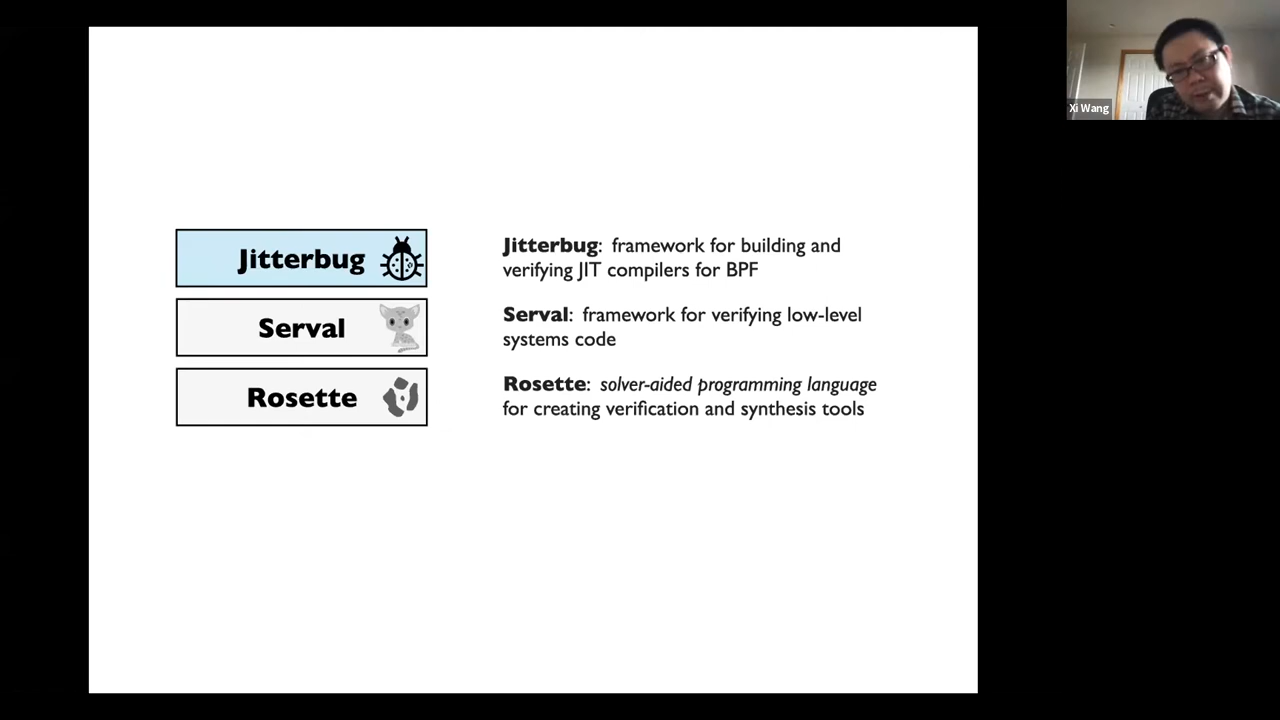 Xi Wang
Jitterbug
Jitterbug: framework for building and
verifying JIT compilers for BPF
Serval
Serval: framework for verifying low-level
systems code
Rosette
Rosette: solver-aided programming language
for creating verification and synthesis tools